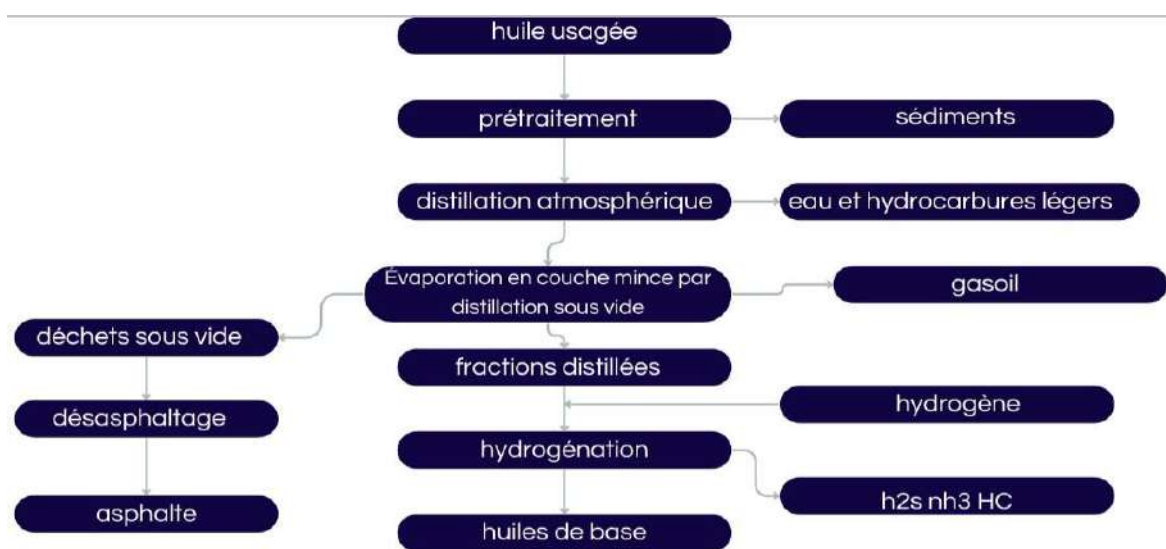 huile usagée
prétraitement
sédiments
distillation atmosphérique
eau et hydrocarbures légers
Évaporation en couche mince par
distillation sous vide
gasoil
déchets sous vide
fractions distillées
désasphaltage
hydrogène
hydrogénation
h2s nh3 HC
asphalte
huiles de base